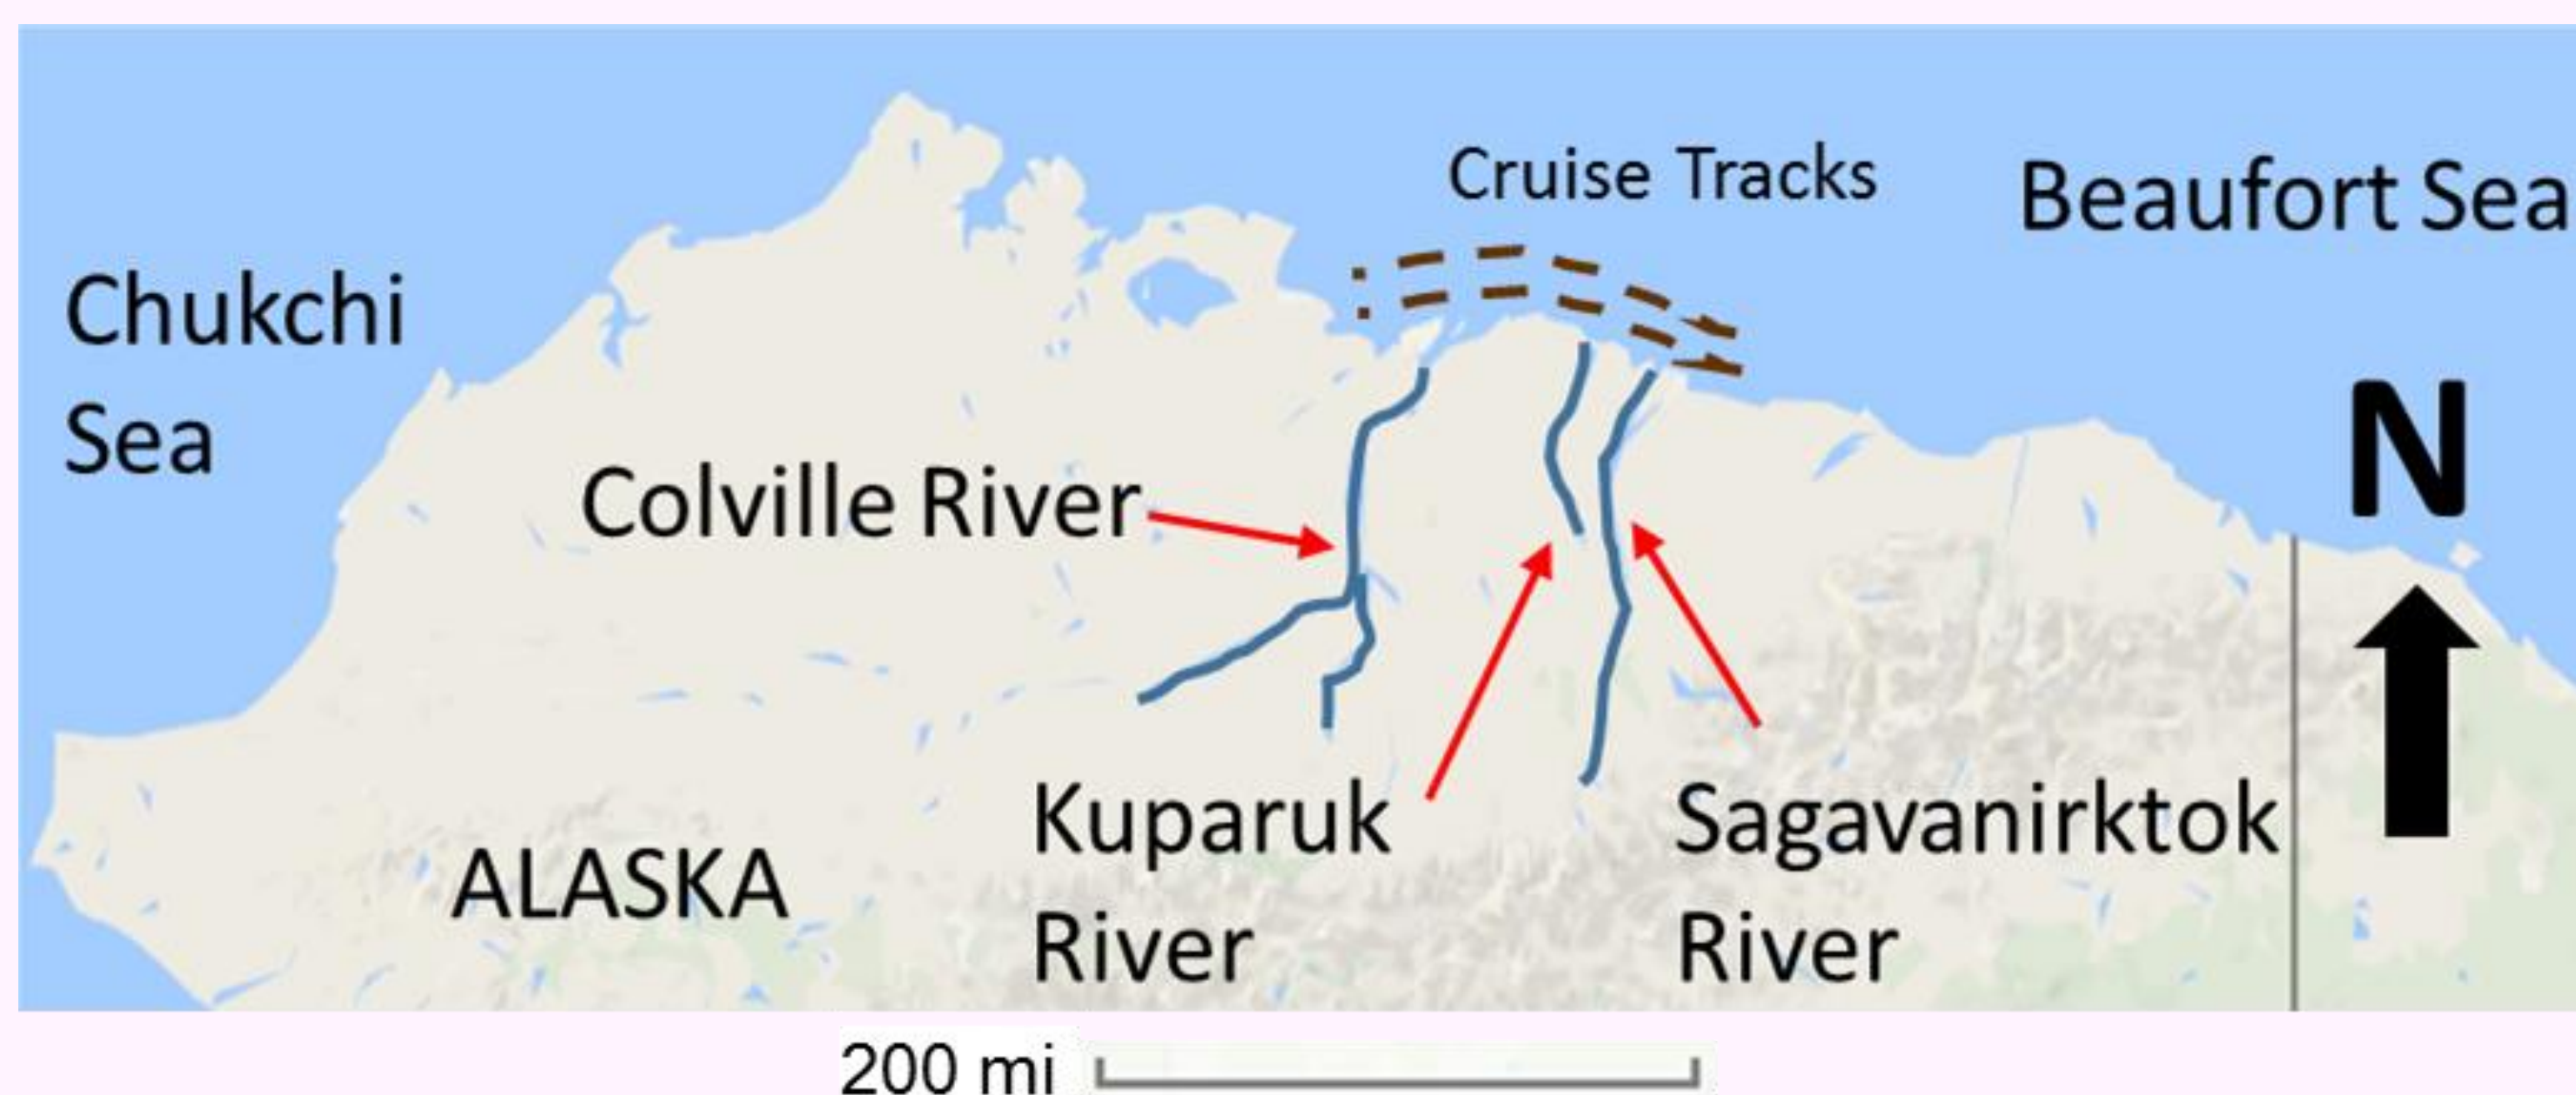 Cruise Tracks
Beaufort Sea
Chukchi
Sea
N
Colville River
Kuparuk
River
Sagavanirktok
River
ALASKA
200 mi